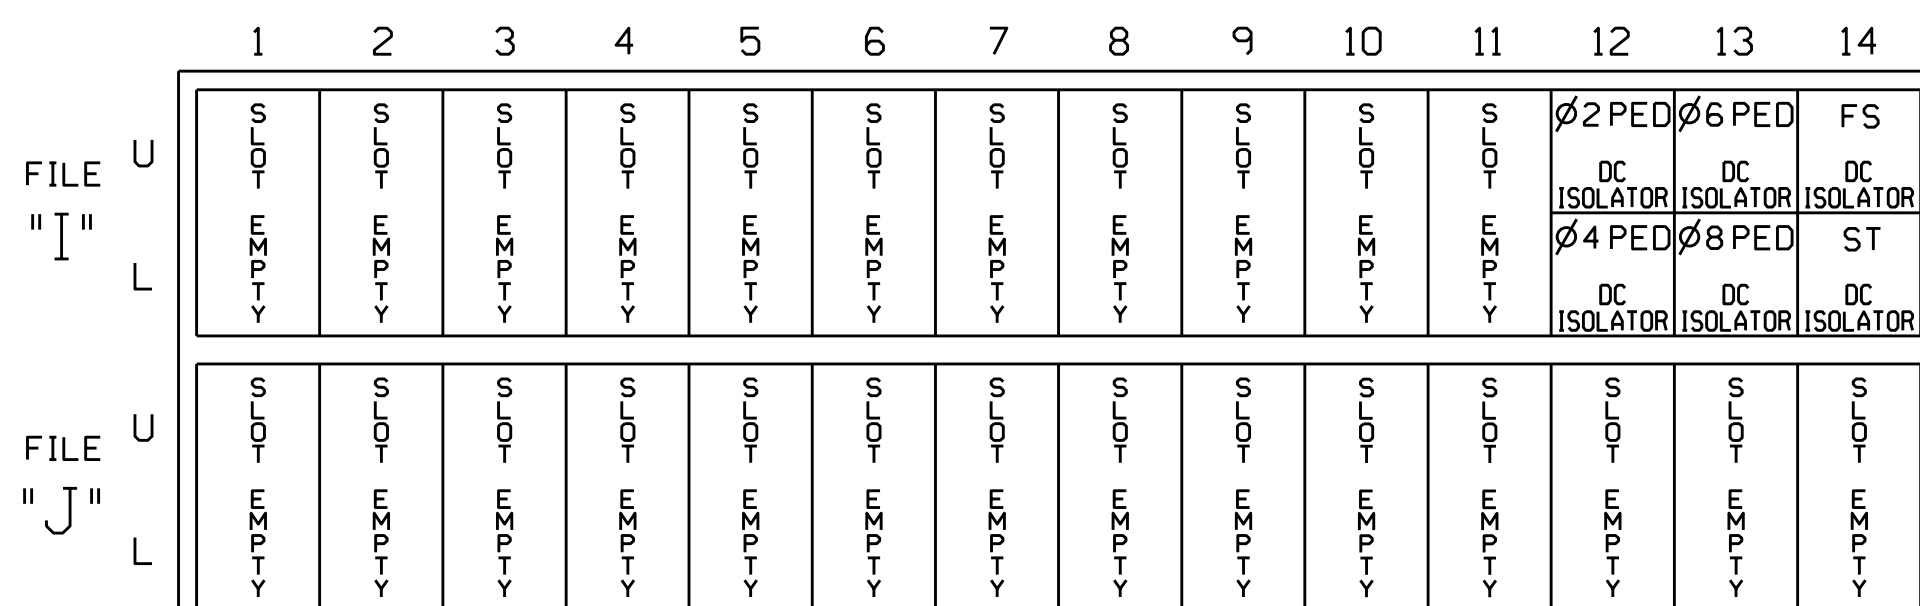 1 2 3 4 5 6 7 8 9 10 11 12 13 14
FILE "I"
U
L
SLOT EMPTY
SLOT EMPTY
SLOT EMPTY
SLOT EMPTY
SLOT EMPTY
SLOT EMPTY
SLOT EMPTY
SLOT EMPTY
SLOT EMPTY
SLOT EMPTY
SLOT EMPTY
Ø2 PED
DC
ISOLATOR
Ø4 PED
DC
ISOLATOR
Ø6 PED
DC
ISOLATOR
Ø8 PED
DC
ISOLATOR
FS
DC
ISOLATOR
ST
DC
ISOLATOR
FILE "J"
U
L
SLOT EMPTY
SLOT EMPTY
SLOT EMPTY
SLOT EMPTY
SLOT EMPTY
SLOT EMPTY
SLOT EMPTY
SLOT EMPTY
SLOT EMPTY
SLOT EMPTY
SLOT EMPTY
SLOT EMPTY
SLOT EMPTY
SLOT EMPTY